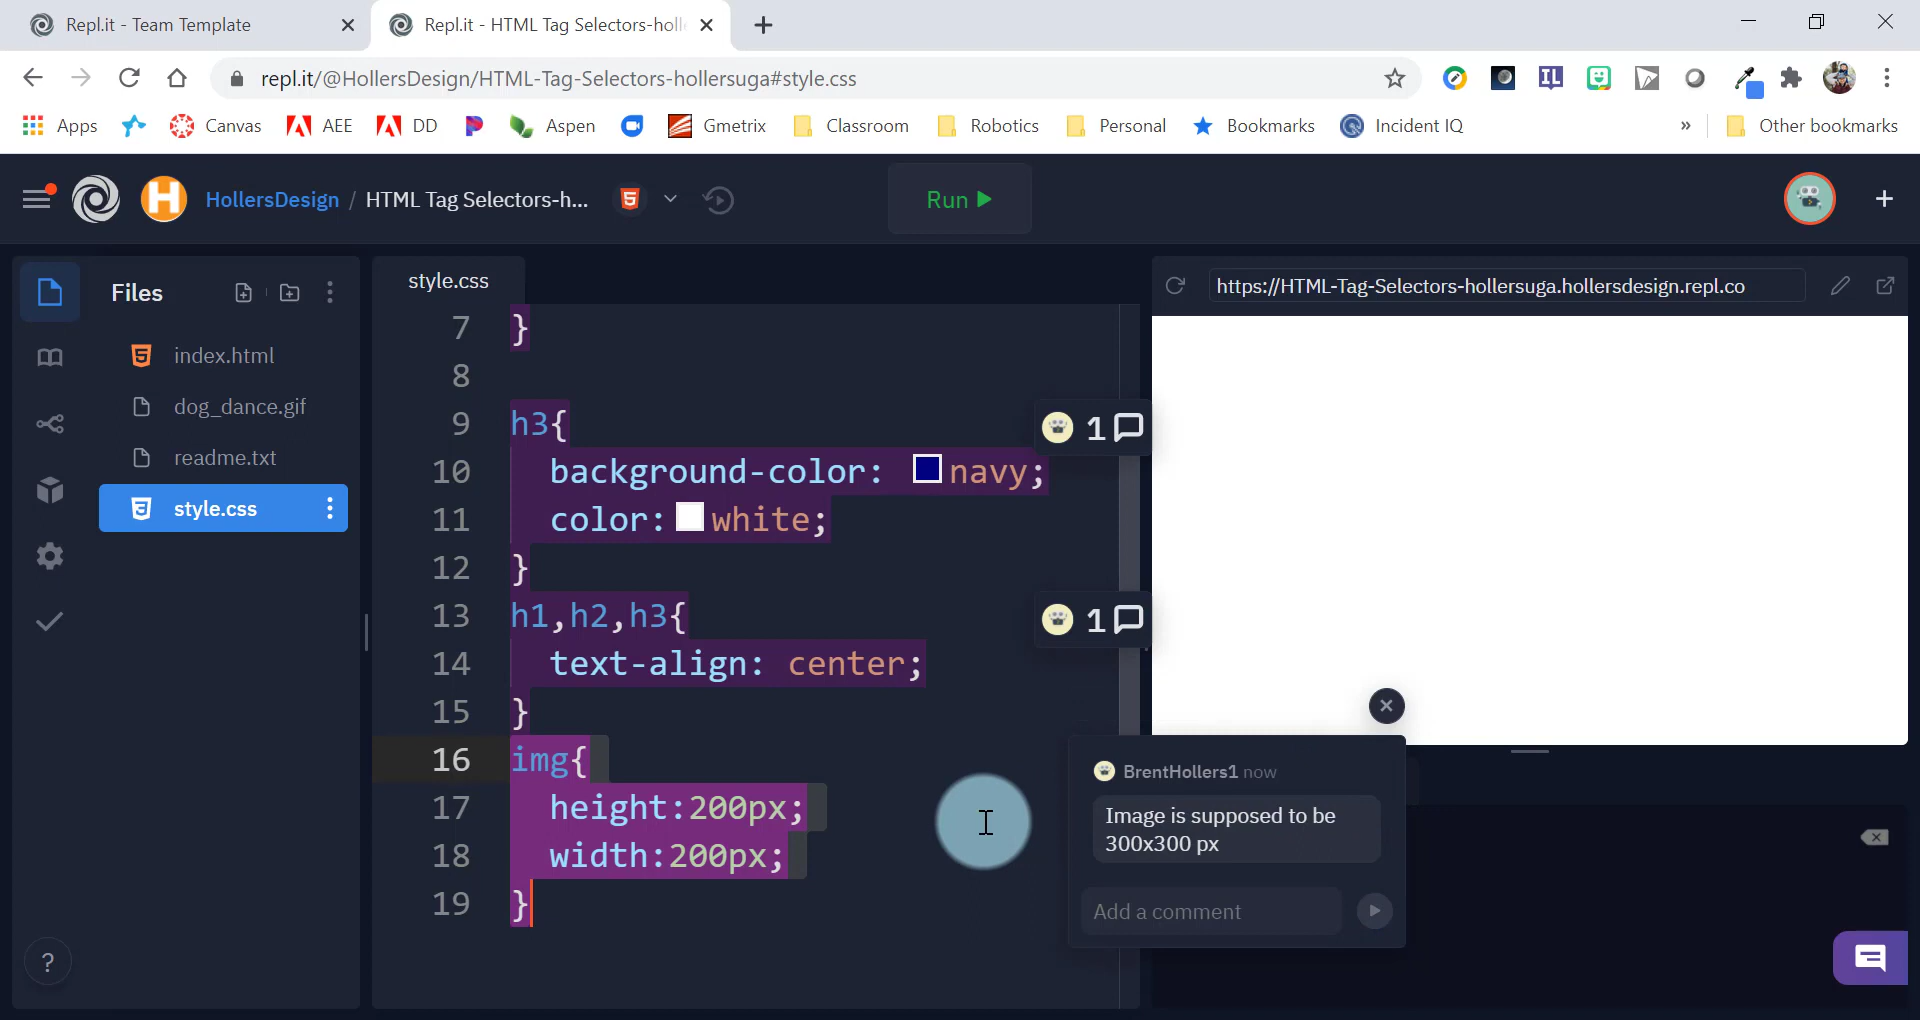 Repl.it - Team Template
Repl.it - HTML Tag Selectors-holle
repl.it/@HollersDesign/HTML-Tag-Selectors-hollersuga#style.css
IL
Apps
Canvas
AEE
DD
Aspen
Gmetrix
Classroom
Robotics
Personal
Bookmarks
Incident IQ
»
Other bookmarks
H
HollersDesign / HTML Tag Selectors-h...
Run
Files
style.css
https://HTML-Tag-Selectors-hollersuga.hollersdesign.repl.co
index.html
dog_dance.gif
readme.txt
style.css
7 }
8
9 h3{
1
10 background-color: navy;
11 color: white;
12 }
13 h1,h2,h3{
1
14 text-align: center;
15 }
16 img{
17 height:200px;
18 width:200px;
19 }
BrentHollers1 now
Image is supposed to be
300x300 px
Add a comment
?